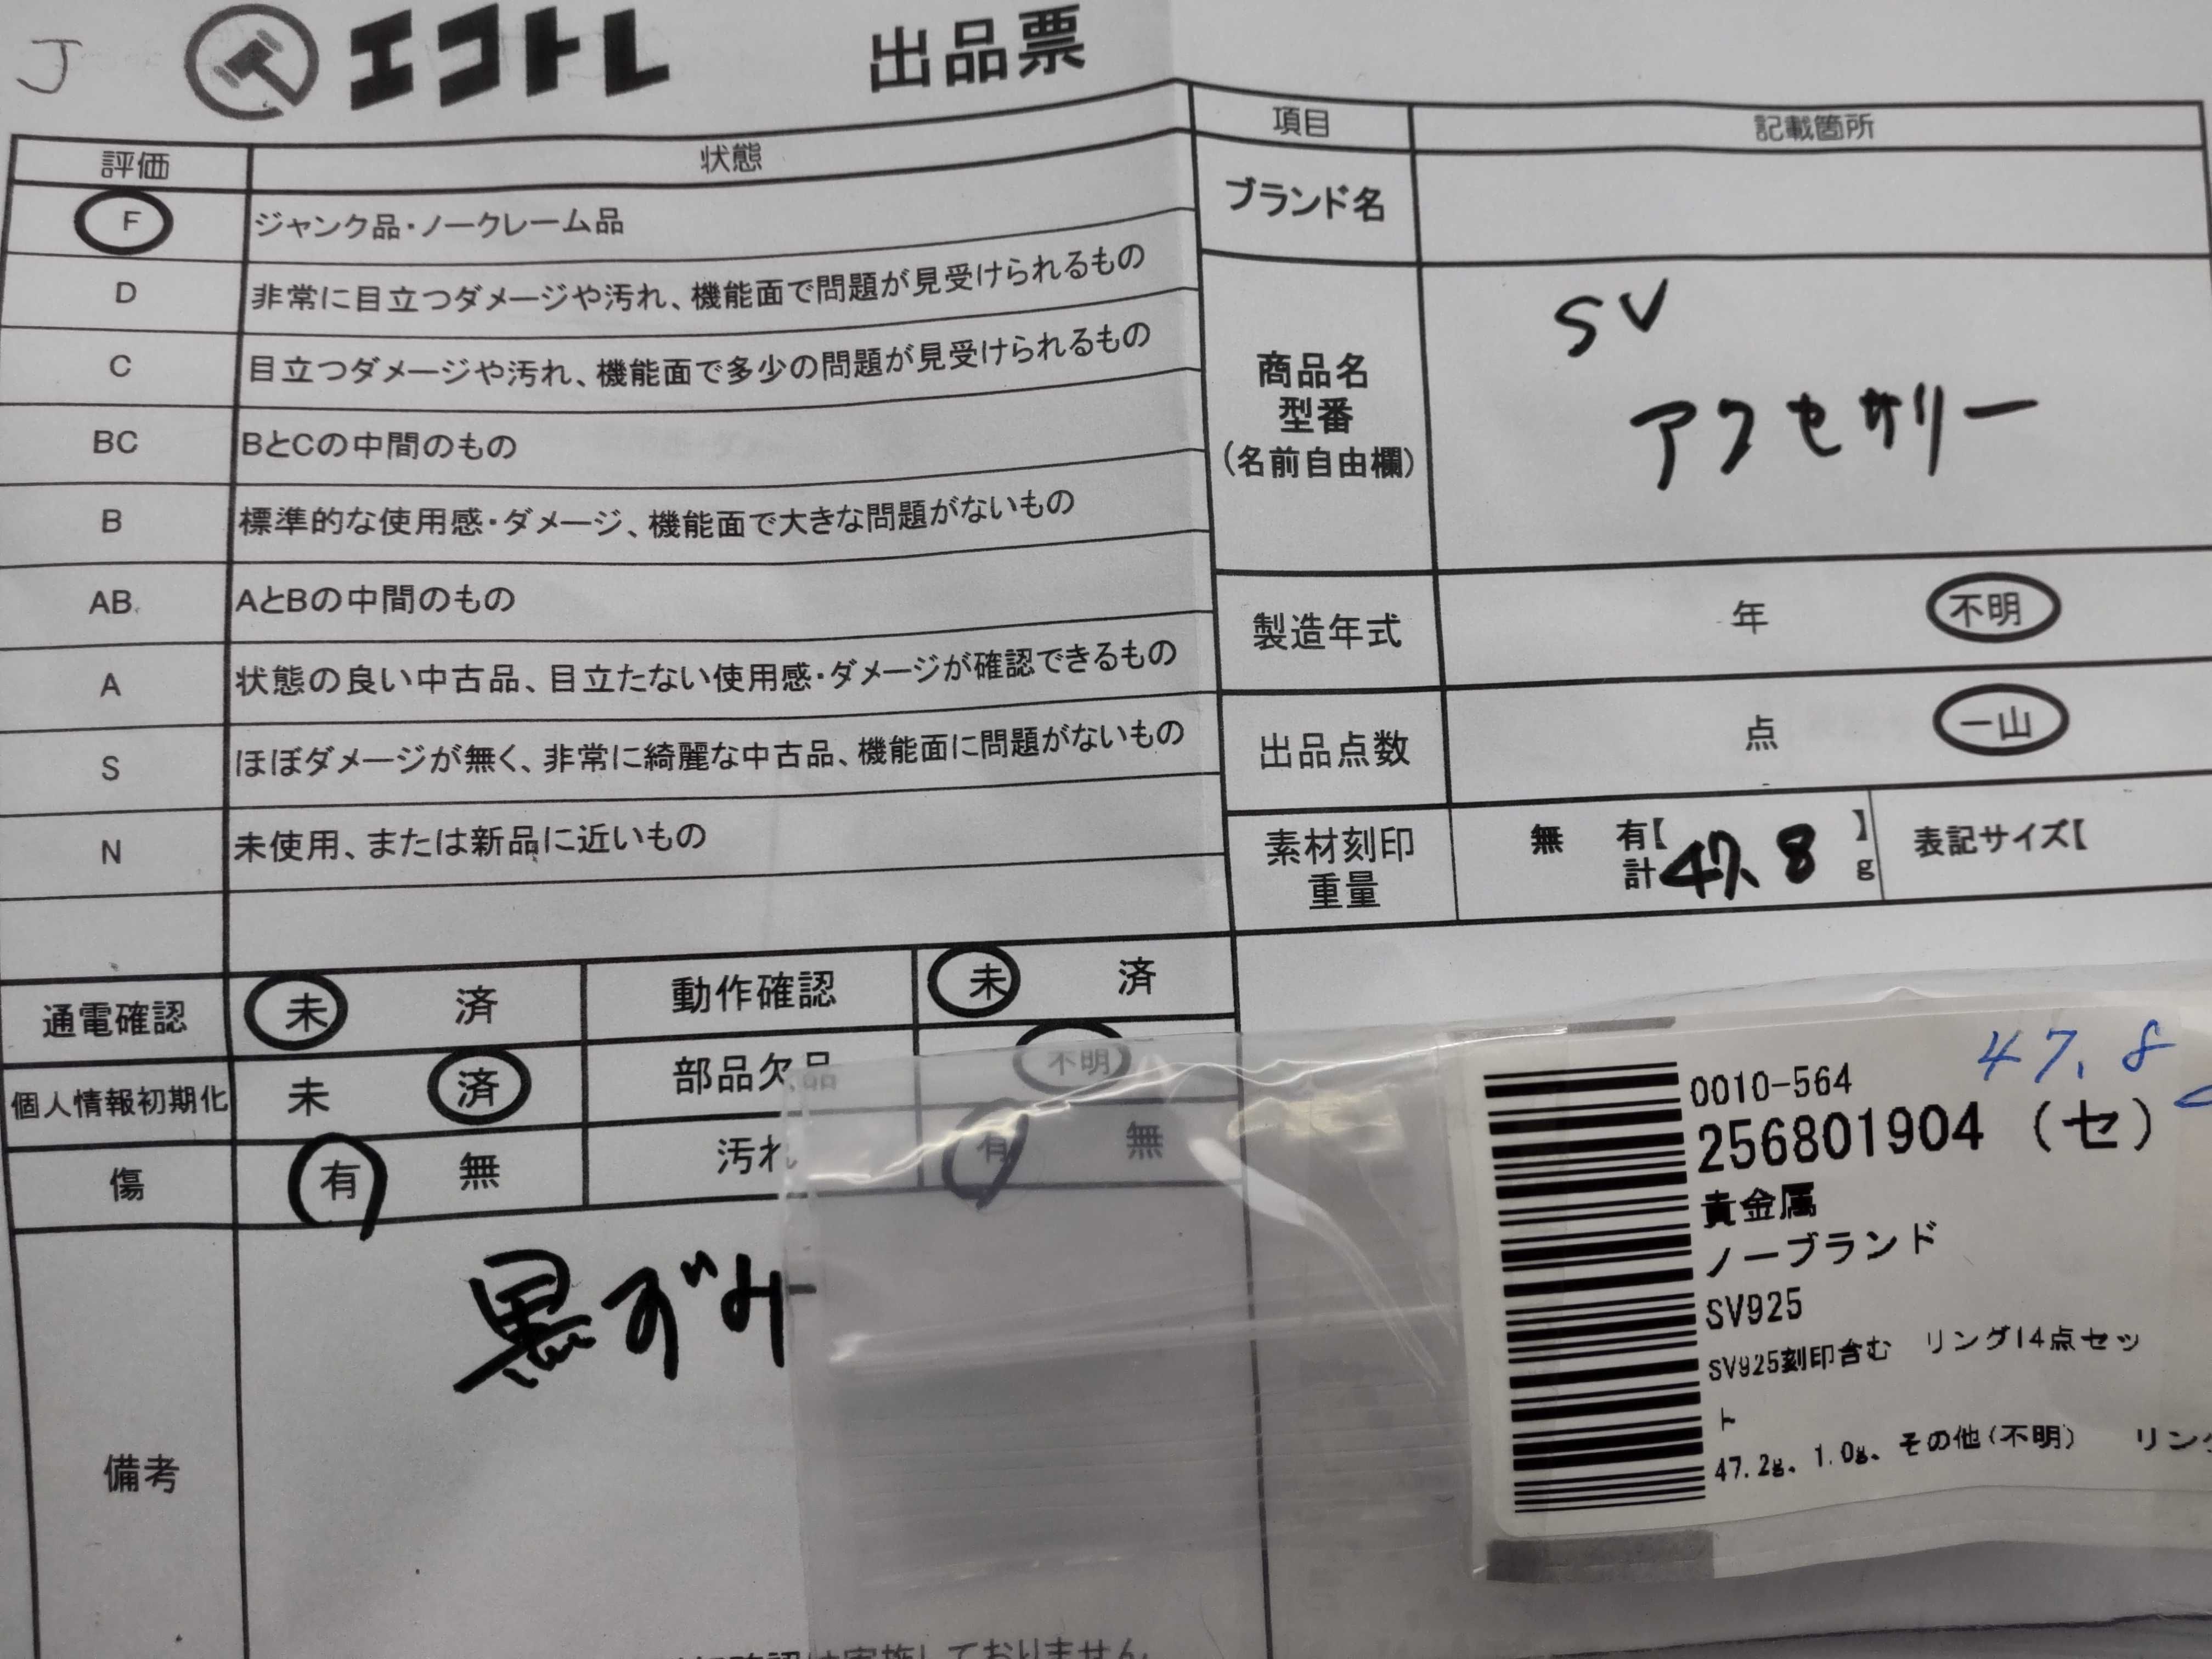 J
エコトレ 出品票
評価 状態
F ジャンク品・ノークレーム品
D 非常に目立つダメージや汚れ、機能面で問題が見受けられるもの
C 目立つダメージや汚れ、機能面で多少の問題が見受けられるもの
BC BとCの中間のもの
B 標準的な使用感・ダメージ、機能面で大きな問題がないもの
AB AとBの中間のもの
A 状態の良い中古品、目立たない使用感・ダメージが確認できるもの
S ほぼダメージが無く、非常に綺麗な中古品、機能面に問題がないもの
N 未使用、または新品に近いもの
通電確認 未 済 動作確認 未 済
個人情報初期化 未 済 部品欠品 不明
傷 有 無 汚れ 有 無
備考
黒ずみ
は実施しておりません
項目 記載箇所
ブランド名
商品名
型番
(名前自由欄)
SV
アクセサリー
製造年式 年 不明
出品点数 点 一山
素材刻印
重量
無 有【 】
計 47.8 g
表記サイズ【
47.8
0010-564
256801904 (セ)
貴金属
ノーブランド
SV925
SV925刻印含む リング14点セッ
ト
47.2g、1.0g、その他(不明) リン